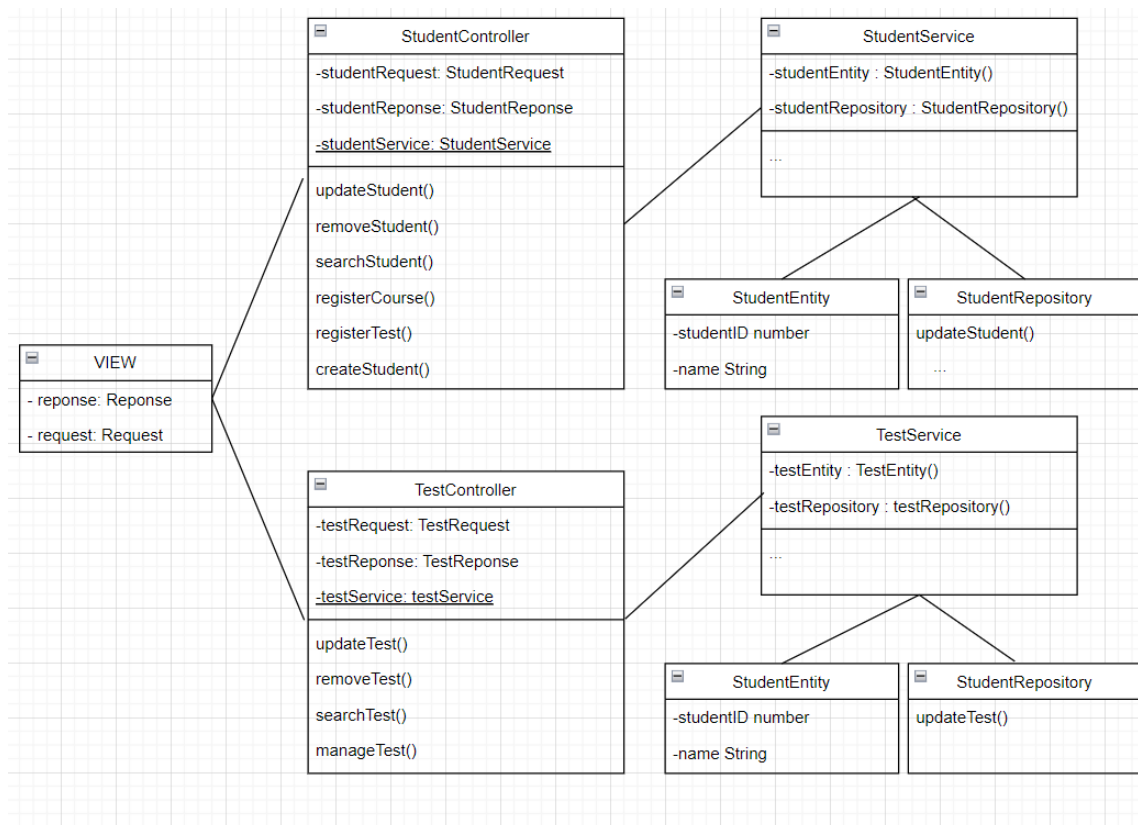 StudentController
-studentRequest: StudentRequest
-studentReponse: StudentReponse
-studentService: StudentService
updateStudent()
removeStudent()
searchStudent()
registerCourse()
registerTest()
createStudent()
StudentService
-studentEntity : StudentEntity()
-studentRepository : StudentRepository()
...
StudentEntity
-studentID number
-name String
StudentRepository
updateStudent()
...
VIEW
- reponse: Reponse
- request: Request
TestController
-testRequest: TestRequest
-testReponse: TestReponse
-testService: testService
updateTest()
removeTest()
searchTest()
manageTest()
TestService
-testEntity : TestEntity()
-testRepository : testRepository()
...
StudentEntity
-studentID number
-name String
StudentRepository
updateTest()